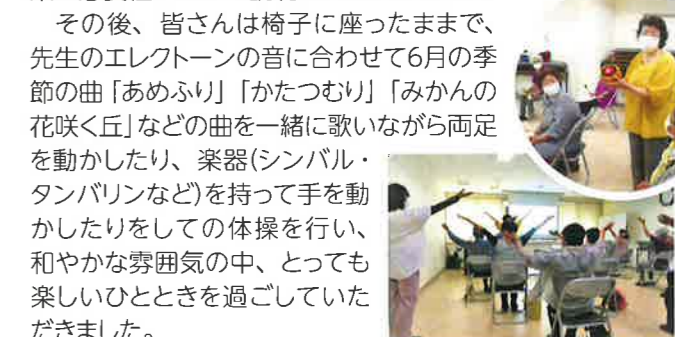 その後、皆さんは椅子に座ったままで、
先生のエレクトーンの音に合わせて6月の季
節の曲「あめふり」「かたつむり」「みかんの
花咲く丘」などの曲を一緒に歌いながら両足
を動かしたり、楽器(シンバル・
タンバリンなど)を持って手を動
かしたりをしての体操を行い、
和やかな雰囲気の中、とっても
楽しいひとときを過ごしていた
だきました。